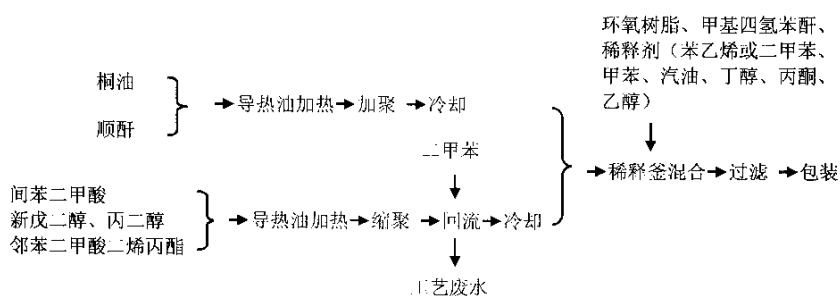 环氧树脂、甲基四氢苯酐、
稀释剂（苯乙烯或二甲苯、
甲苯、汽油、丁醇、丙酮、
乙醇）
桐油
顺酐
导热油加热 加聚 冷却
二甲苯
稀释釜混合 过滤 包装
间苯二甲酸
新戊二醇、丙二醇
邻苯二甲酸二烯丙酯
导热油加热 缩聚 回流 冷却
工艺废水